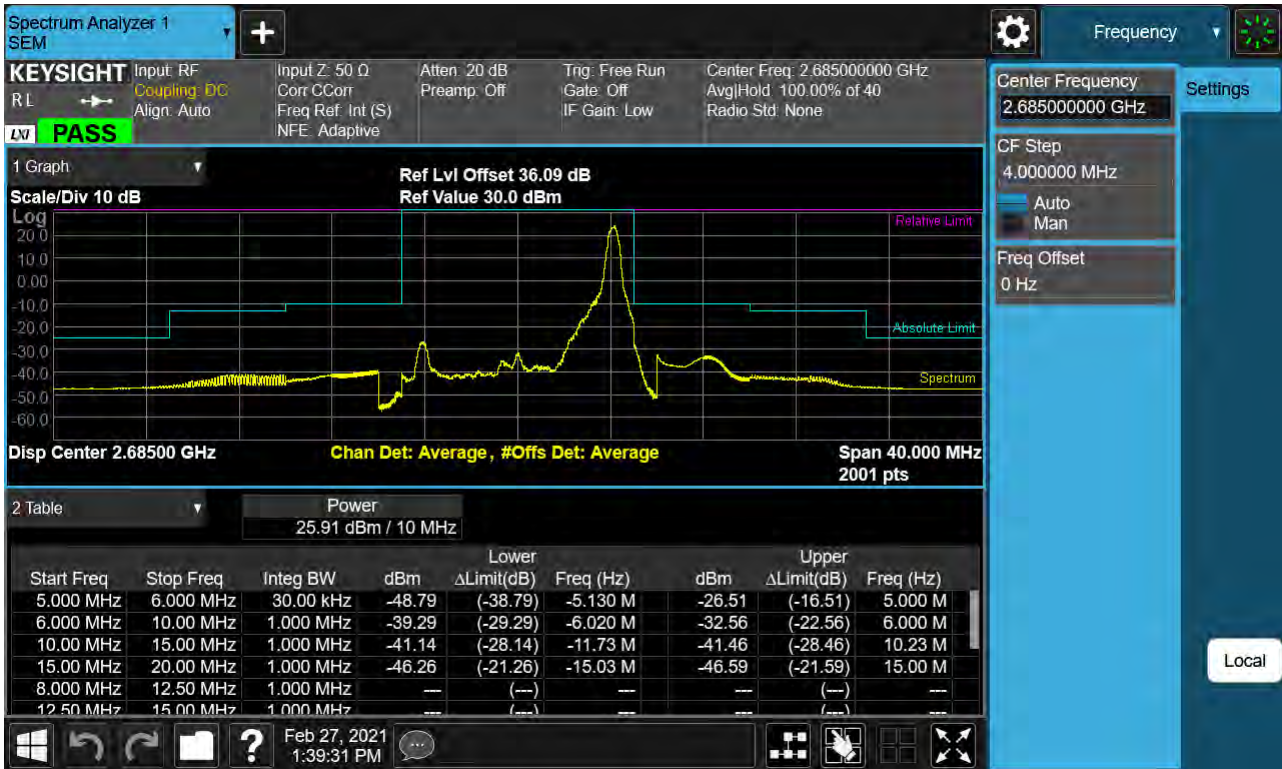 Spectrum Analyzer 1
SEM
+
Frequency
KEYSIGHT
R L
LXI
PASS
Input: RF
Coupling: DC
Align: Auto
Input Z: 50 Ω
Corr CCorr
Freq Ref: Int (S)
NFE: Adaptive
Atten: 20 dB
Preamp: Off
Trig: Free Run
Gate: Off
IF Gain: Low
Center Freq: 2.685000000 GHz
Avg|Hold: 100.00% of 40
Radio Std: None
Center Frequency
2.685000000 GHz
Settings
CF Step
4.000000 MHz
Auto
Man
Freq Offset
0 Hz
Local
1 Graph
Scale/Div 10 dB
Ref Lvl Offset 36.09 dB
Ref Value 30.0 dBm
Log
20.0
10.0
0.00
-10.0
-20.0
-30.0
-40.0
-50.0
-60.0
Relative Limit
Absolute Limit
Spectrum
Disp Center 2.68500 GHz
Chan Det: Average, #Offs Det: Average
Span 40.000 MHz
2001 pts
2 Table
Power
25.91 dBm / 10 MHz
Lower Upper
Start Freq Stop Freq Integ BW dBm ΔLimit(dB) Freq (Hz) dBm ΔLimit(dB) Freq (Hz)
5.000 MHz 6.000 MHz 30.00 kHz -48.79 (-38.79) -5.130 M -26.51 (-16.51) 5.000 M
6.000 MHz 10.00 MHz 1.000 MHz -39.29 (-29.29) -6.020 M -32.56 (-22.56) 6.000 M
10.00 MHz 15.00 MHz 1.000 MHz -41.14 (-28.14) -11.73 M -41.46 (-28.46) 10.23 M
15.00 MHz 20.00 MHz 1.000 MHz -46.26 (-21.26) -15.03 M -46.59 (-21.59) 15.00 M
8.000 MHz 12.50 MHz 1.000 MHz --- (---) --- --- (---) ---
12.50 MHz 15.00 MHz 1.000 MHz --- (---) --- --- (---) ---
?
Feb 27, 2021
1:39:31 PM